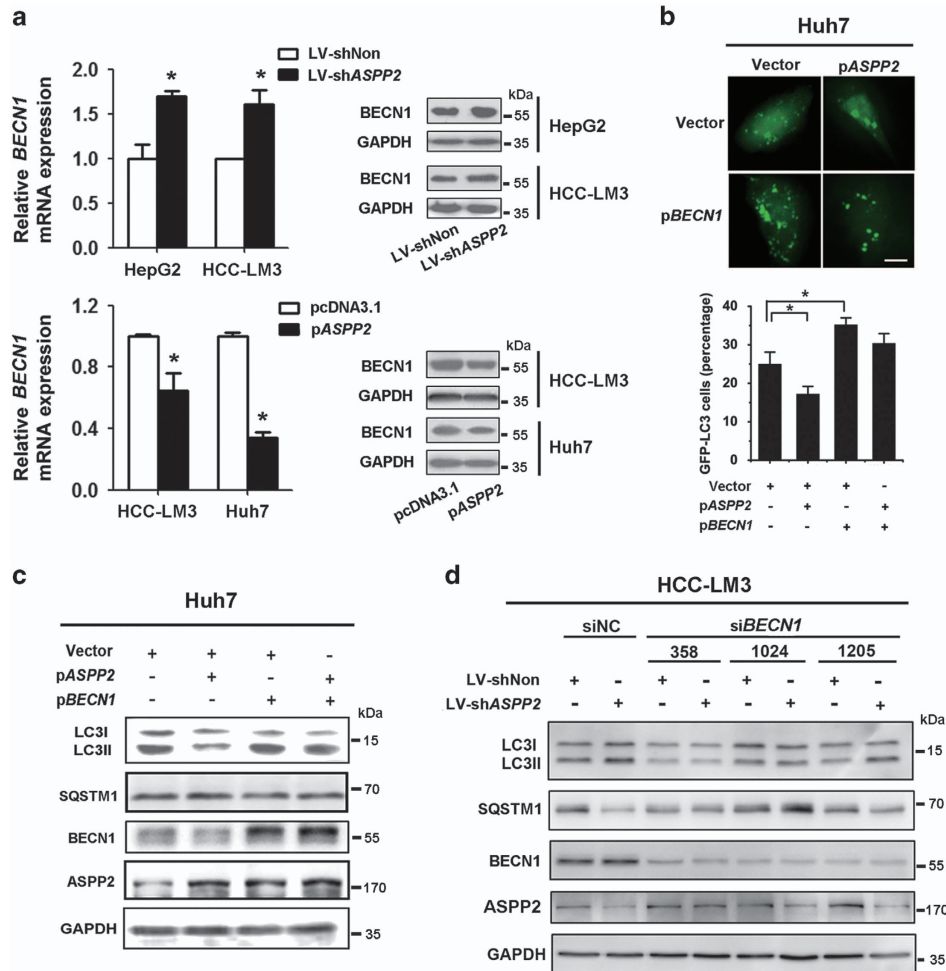 a
Relative BECN1
mRNA expression
2.0
1.5
1.0
0.5
0.0
LV-shNon
LV-shASPP2
*
*
HepG2
HCC-LM3
kDa
BECN1
55
GAPDH
35
HepG2
BECN1
55
GAPDH
35
HCC-LM3
LV-shNon
LV-shASPP2
Relative BECN1
mRNA expression
1.2
0.8
0.4
0.0
pcDNA3.1
pASPP2
*
*
HCC-LM3
Huh7
kDa
BECN1
55
GAPDH
35
HCC-LM3
BECN1
55
GAPDH
35
Huh7
pcDNA3.1
pASPP2
b
Huh7
Vector
pASPP2
Vector
pBECN1
GFP-LC3 cells (percentage)
40
30
20
10
0
*
*
Vector + + + -
pASPP2 - + - +
pBECN1 - - + +
c
Huh7
Vector + + + -
pASPP2 - + - +
pBECN1 - - + +
kDa
LC3I
LC3II
15
SQSTM1
70
BECN1
55
ASPP2
170
GAPDH
35
d
HCC-LM3
siNC
siBECN1
358
1024
1205
LV-shNon + - + - + - + -
LV-shASPP2 - + - + - + - +
kDa
LC3I
LC3II
15
SQSTM1
70
BECN1
55
ASPP2
170
GAPDH
35